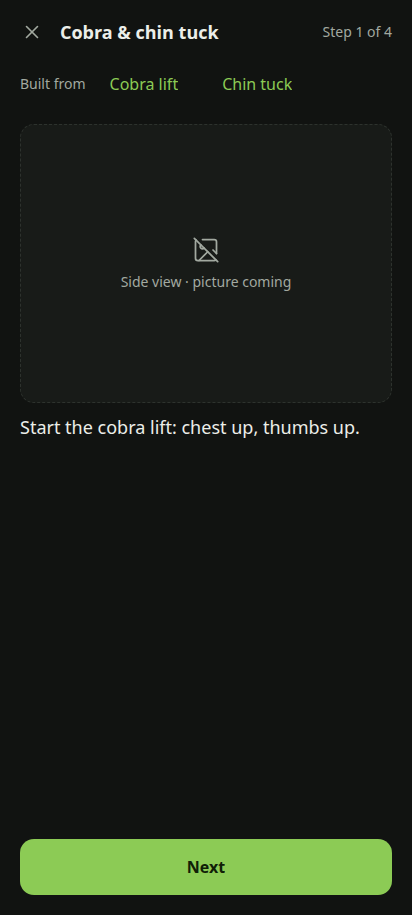 Cobra & chin tuck
Step 1 of 4
Built from Cobra lift Chin tuck
Side view · picture coming
Start the cobra lift: chest up, thumbs up.
Next